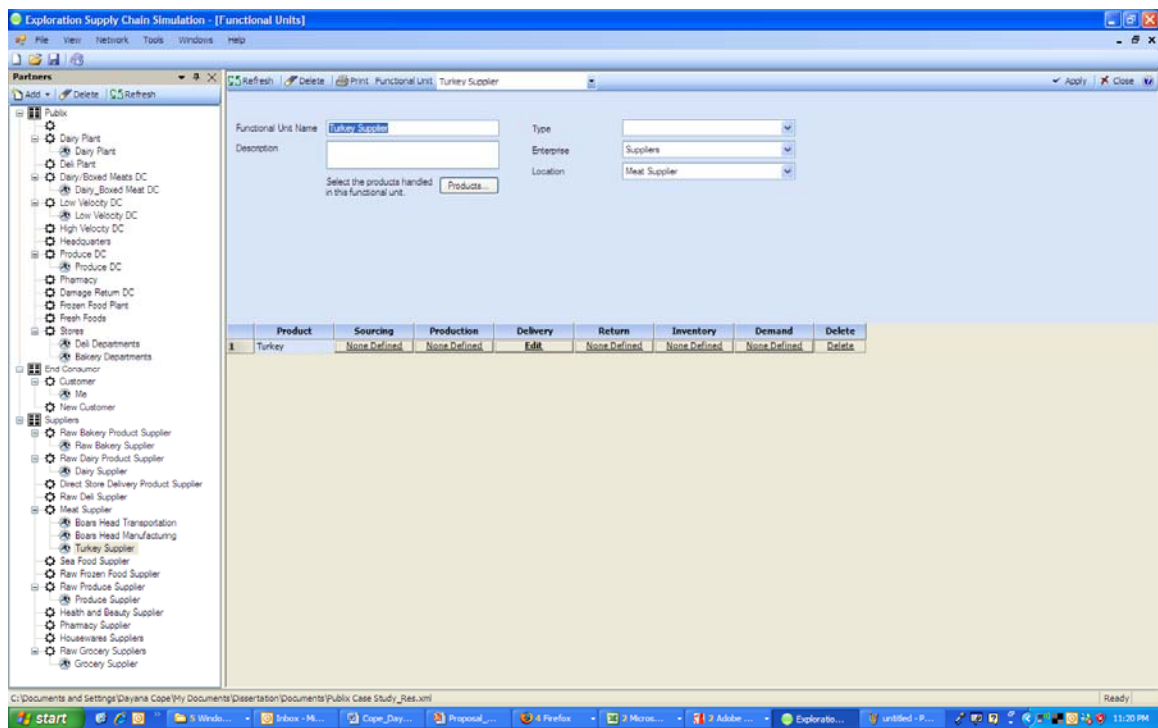 Exploration Supply Chain Simulation - [Functional Units]
File View Network Tools Windows Help
Partners
Add Delete Refresh
Publix
Dairy Plant
Dairy Plant
Deli Plant
Dairy/Boxed Meats DC
Dairy_Boxed Meat DC
Low Velocity DC
Low Velocity DC
High Velocity DC
Headquarters
Produce DC
Produce DC
Pharmacy
Damage Return DC
Frozen Food Plant
Fresh Foods
Stores
Deli Departments
Bakery Departments
End Consumor
Customer
Me
New Customer
Suppliers
Raw Bakery Product Supplier
Raw Bakery Supplier
Raw Dairy Product Supplier
Dairy Supplier
Direct Store Delivery Product Supplier
Raw Deli Supplier
Meat Supplier
Boars Head Transportation
Boars Head Manufacturing
Turkey Supplier
Sea Food Supplier
Raw Frozen Food Supplier
Raw Produce Supplier
Produce Supplier
Health and Beauty Supplier
Pharmacy Supplier
Housewares Suppliers
Raw Grocery Suppliers
Grocery Supplier
Refresh Delete Print Functional Unit Turkey Supplier Apply Close
Functional Unit Name Turkey Supplier Type
Description Enterprise Suppliers
Location Meat Supplier
Select the products handled in this functional unit. Products...
Product Sourcing Production Delivery Return Inventory Demand Delete
1 Turkey None Defined None Defined Edit None Defined None Defined None Defined Delete
C:\Documents and Settings\Dayana Cope\My Documents\Dissertation\Documents\Publix Case Study_Res.xml Ready
start 5 Windo... Inbox - M... Cope_Day... Proposal_... 4 Firefox 2 Micros... 2 Adobe ... Exploratio... untitled - P... 11:20 PM